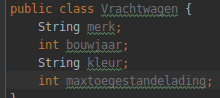 public class Vrachtwagen {
String merk;
int bouwjaar;
String kleur;
int maxtoegestandelading;
}